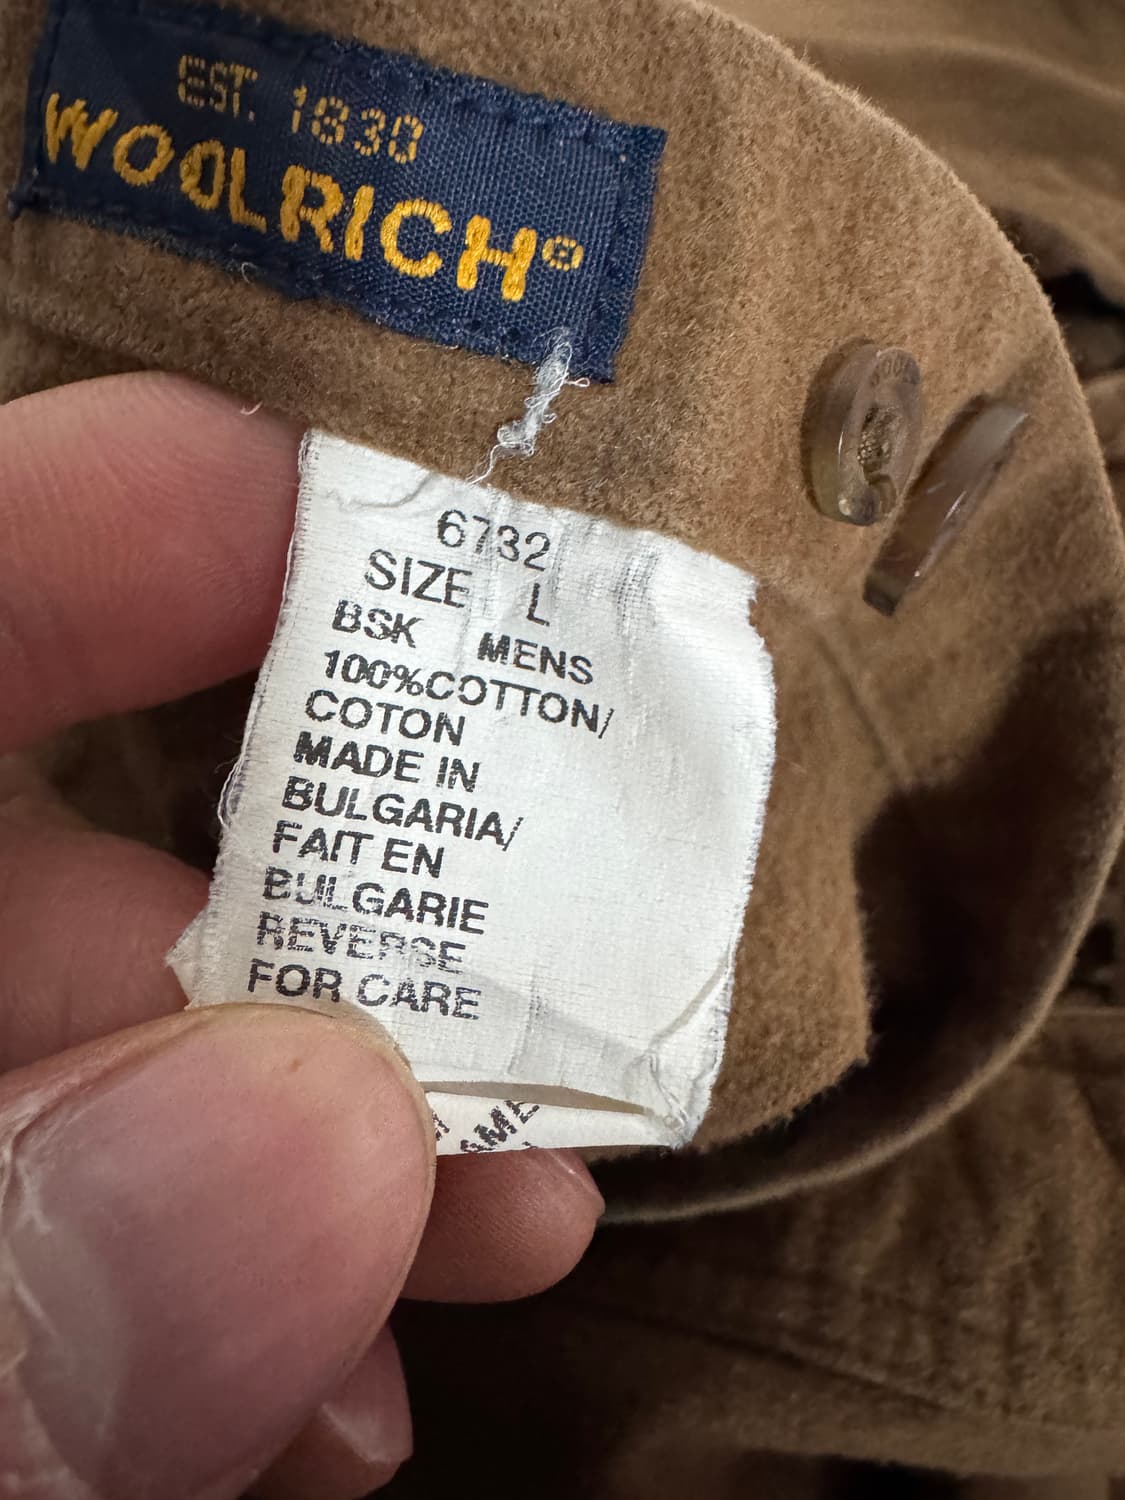 EST. 1830
WOOLRICH®
6732
SIZE L
BSK MENS
100%COTTON/
COTON
MADE IN
BULGARIA/
FAIT EN
BULGARIE
REVERSE
FOR CARE